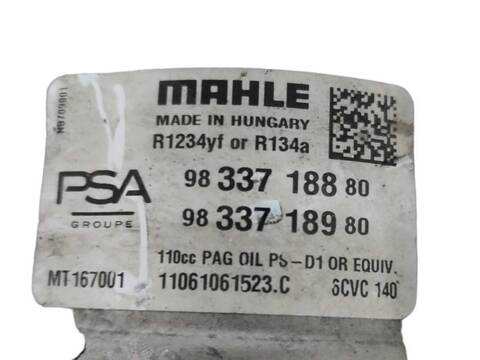 MAHLE
MADE IN HUNGARY
R1234yf or R134a
PSA
GROUPE
98 337 188 80
98 337 189 80
110cc PAG OIL PS-D1 OR EQUIV.
MT167001 11061061523.C 6CVC 140